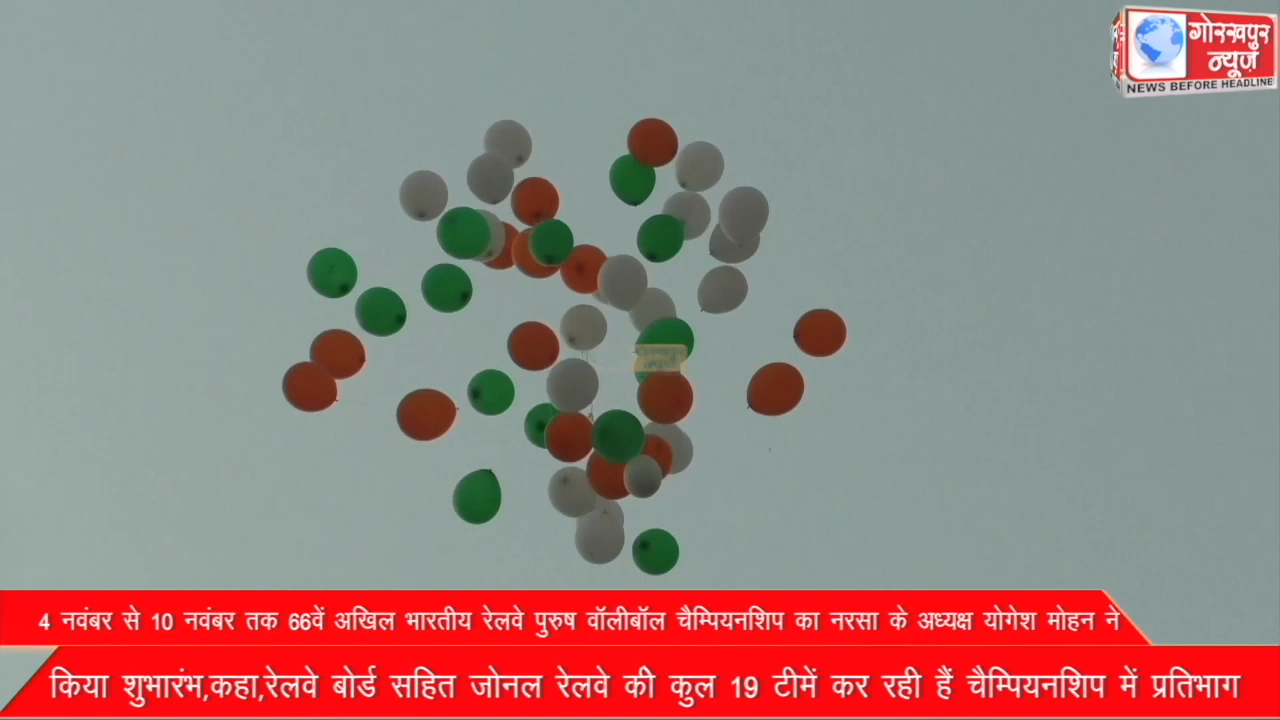 गोरखपुर
न्यूज़
NEWS BEFORE HEADLINE
4 नवंबर से 10 नवंबर तक 66वें अखिल भारतीय रेलवे पुरुष वॉलीबॉल चैम्पियनशिप का नरसा के अध्यक्ष योगेश मोहन ने
किया शुभारंभ,कहा,रेलवे बोर्ड सहित जोनल रेलवे की कुल 19 टीमें कर रही हैं चैम्पियनशिप में प्रतिभाग